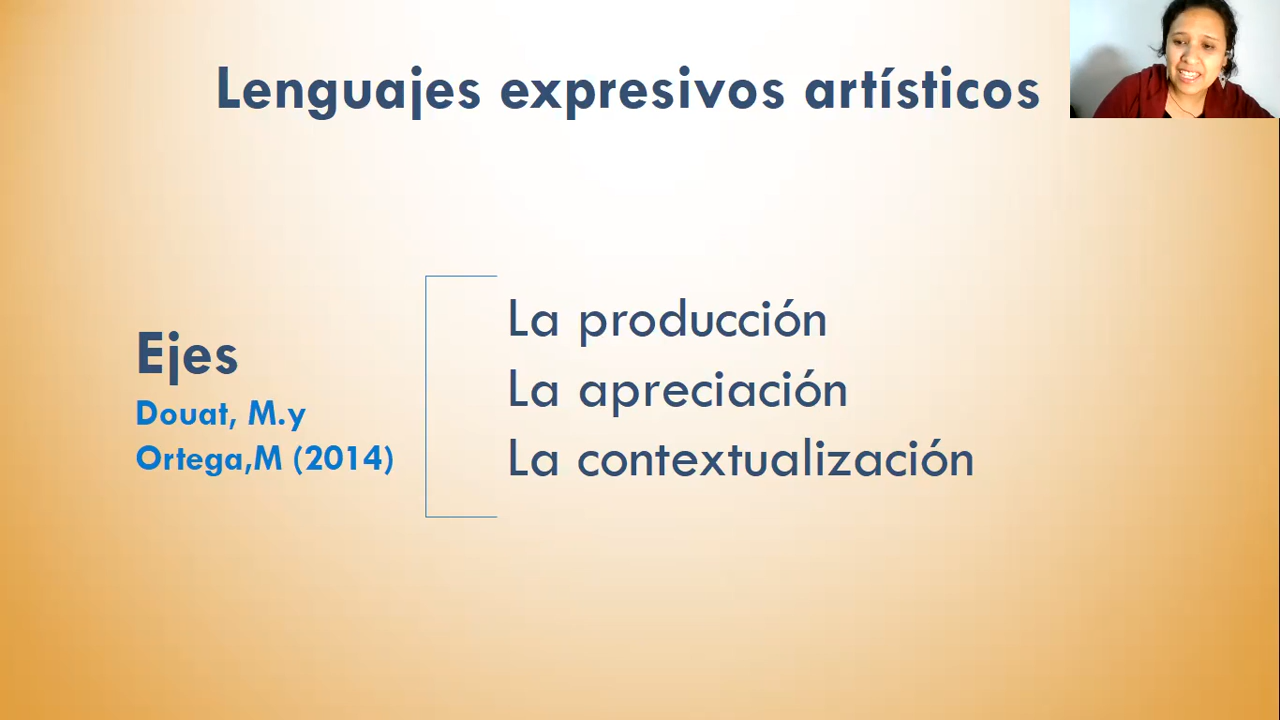 Lenguajes expresivos artísticos
Ejes
Douat, M.y
Ortega,M (2014)
La producción
La apreciación
La contextualización